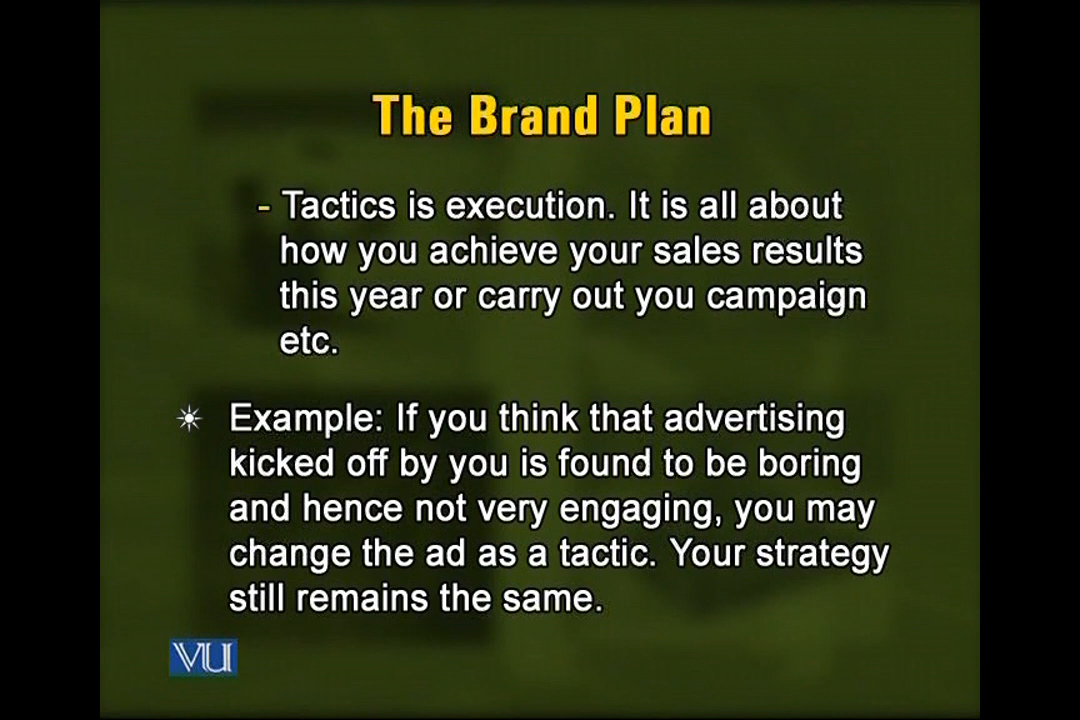 The Brand Plan
- Tactics is execution. It is all about
how you achieve your sales results
this year or carry out you campaign
etc.
Example: If you think that advertising
kicked off by you is found to be boring
and hence not very engaging, you may
change the ad as a tactic. Your strategy
still remains the same.
VU